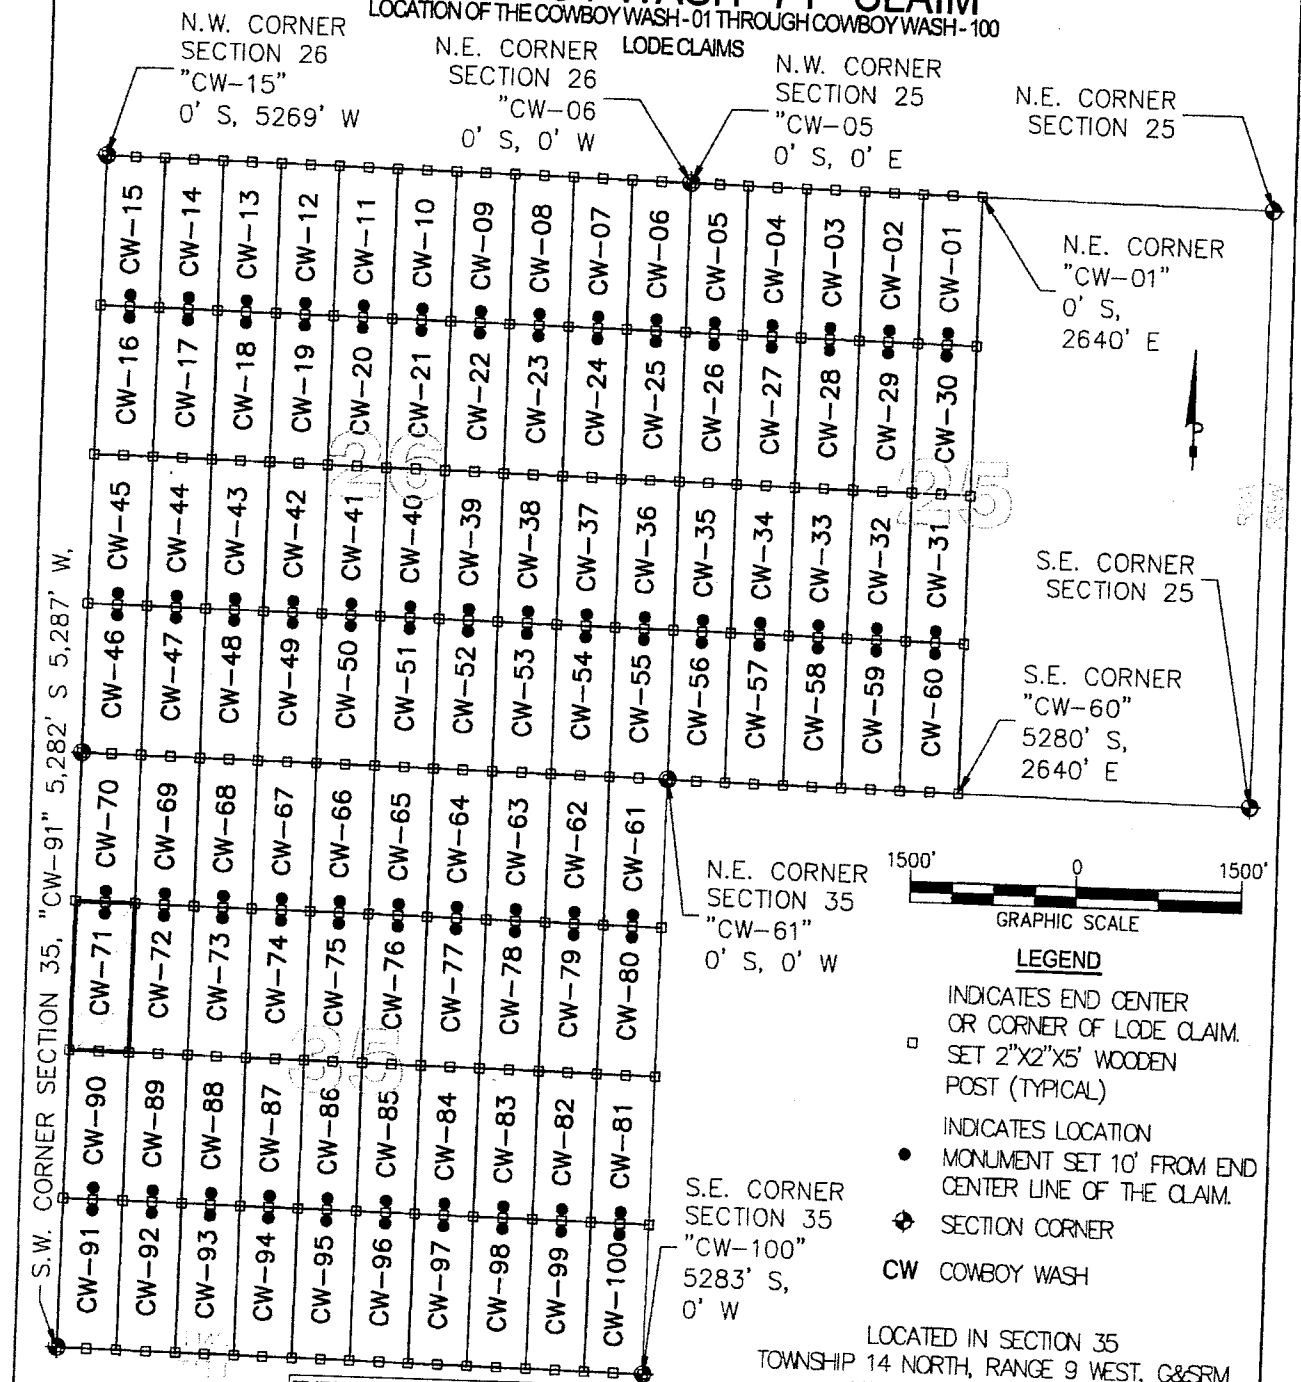 LOCATION OF THE COWBOY WASH-01 THROUGH COWBOY WASH-100
LODE CLAIMS
N.W. CORNER
SECTION 26
"CW-15"
0' S, 5269' W
N.E. CORNER
SECTION 26
"CW-06
0' S, 0' W
N.W. CORNER
SECTION 25
"CW-05
0' S, 0' E
N.E. CORNER
SECTION 25
CW-15 CW-14 CW-13 CW-12 CW-11 CW-10 CW-09 CW-08 CW-07 CW-06 CW-05 CW-04 CW-03 CW-02 CW-01
N.E. CORNER
"CW-01"
0' S,
2640' E
CW-16 CW-17 CW-18 CW-19 CW-20 CW-21 CW-22 CW-23 CW-24 CW-25 CW-26 CW-27 CW-28 CW-29 CW-30
26
25
CW-45 CW-44 CW-43 CW-42 CW-41 CW-40 CW-39 CW-38 CW-37 CW-36 CW-35 CW-34 CW-33 CW-32 CW-31
S.E. CORNER
SECTION 25
CW-46 CW-47 CW-48 CW-49 CW-50 CW-51 CW-52 CW-53 CW-54 CW-55 CW-56 CW-57 CW-58 CW-59 CW-60
S.E. CORNER
"CW-60"
5280' S,
2640' E
CW-70 CW-69 CW-68 CW-67 CW-66 CW-65 CW-64 CW-63 CW-62 CW-61
N.E. CORNER
SECTION 35
"CW-61"
0' S, 0' W
CW-71 CW-72 CW-73 CW-74 CW-75 CW-76 CW-77 CW-78 CW-79 CW-80
35
CW-90 CW-89 CW-88 CW-87 CW-86 CW-85 CW-84 CW-83 CW-82 CW-81
CW-91 CW-92 CW-93 CW-94 CW-95 CW-96 CW-97 CW-98 CW-99 CW-100
S.W. CORNER SECTION 35, "CW-91" 5,282' S 5,287' W,
S.E. CORNER
SECTION 35
"CW-100"
5283' S,
0' W
1500' 0 1500'
GRAPHIC SCALE
LEGEND
INDICATES END CENTER
OR CORNER OF LODE CLAIM.
SET 2"X2"X5' WOODEN
POST (TYPICAL)
INDICATES LOCATION
MONUMENT SET 10' FROM END
CENTER LINE OF THE CLAIM.
SECTION CORNER
CW COWBOY WASH
LOCATED IN SECTION 35
TOWNSHIP 14 NORTH, RANGE 9 WEST, G&SRM